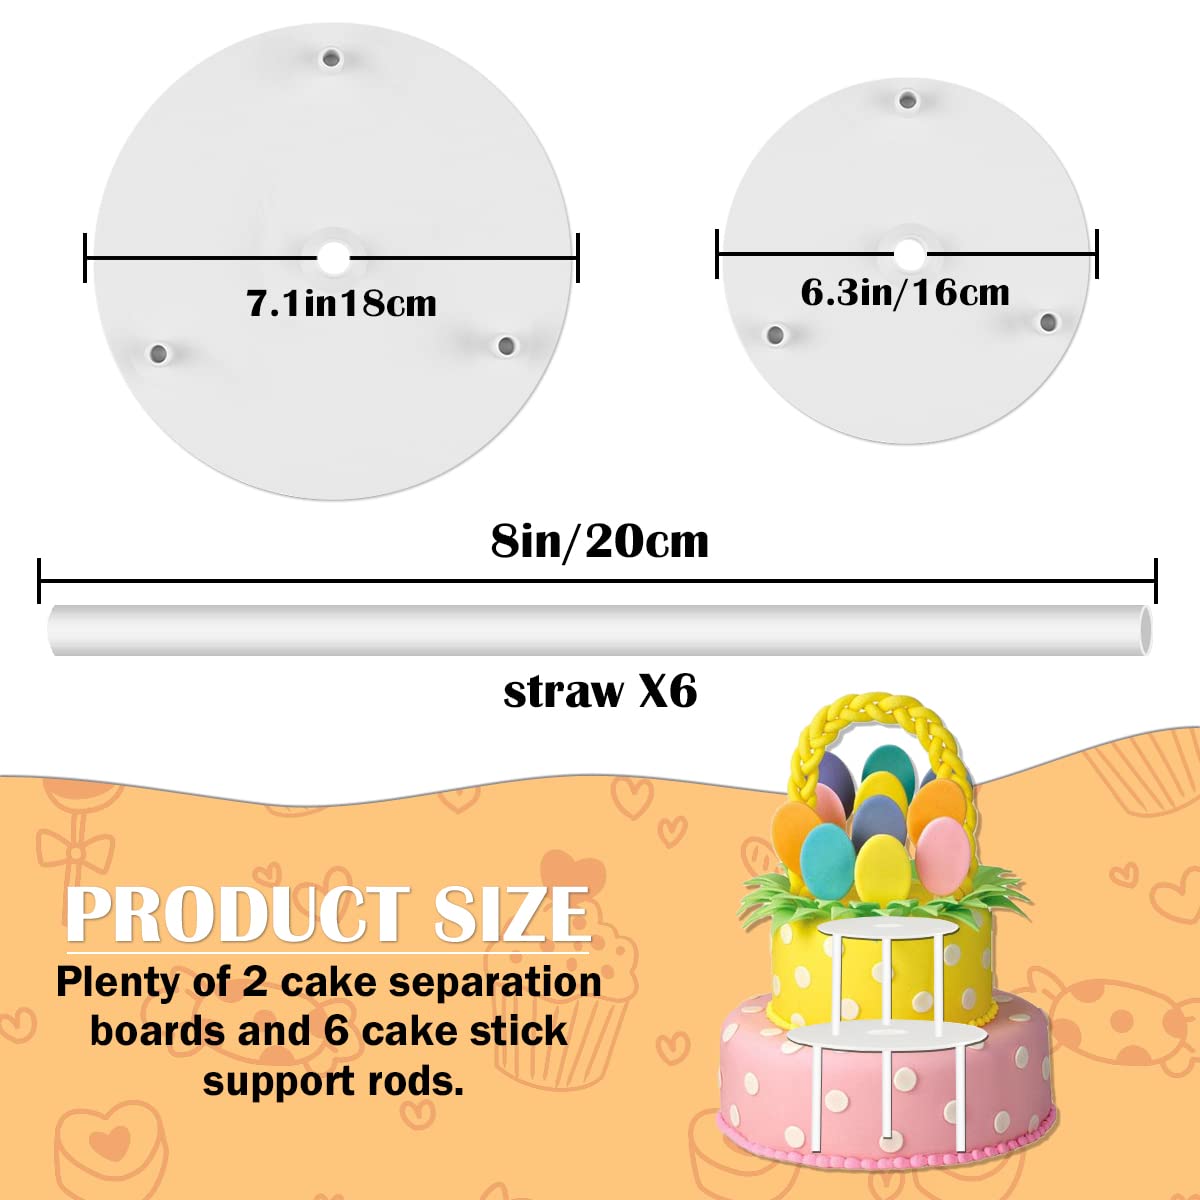 7.1in18cm
6.3in/16cm
8in/20cm
straw X6
PRODUCT SIZE
Plenty of 2 cake separation
boards and 6 cake stick
support rods.